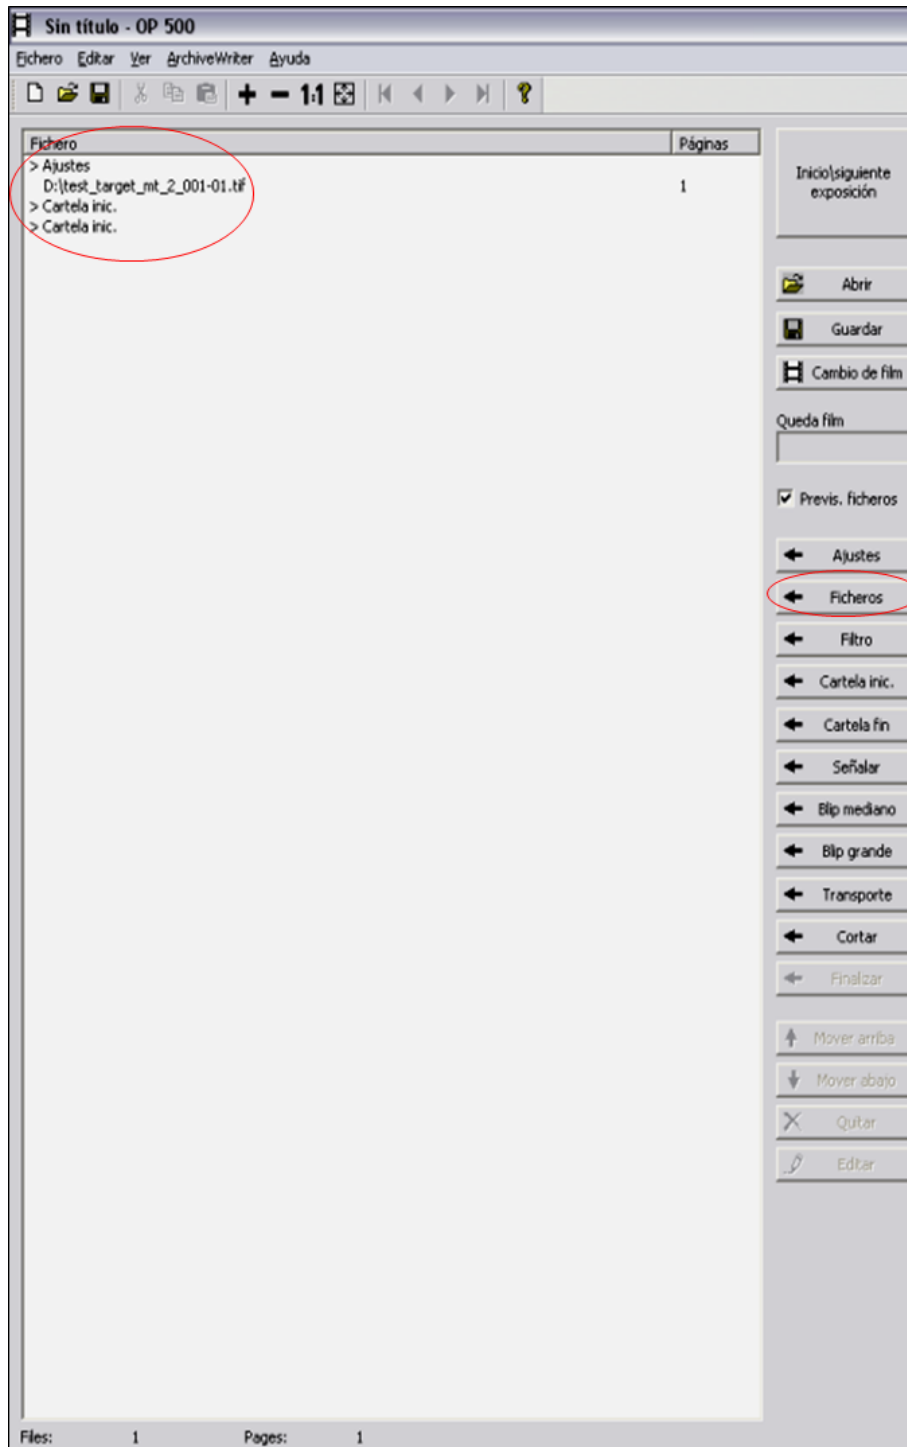 Sin título - OP 500
Fichero Editar Ver ArchiveWriter Ayuda
1:1
Fichero Páginas
> Ajustes
D:\test_target_mt_2_001-01.tif 1
> Cartela inic.
> Cartela inic.
Inicio\siguiente
exposición
Abrir
Guardar
Cambio de film
Queda film
Previs. ficheros
Ajustes
Ficheros
Filtro
Cartela inic.
Cartela fin
Señalar
Blip mediano
Blip grande
Transporte
Cortar
Finalizar
Mover arriba
Mover abajo
Quitar
Editar
Files: 1 Pages: 1